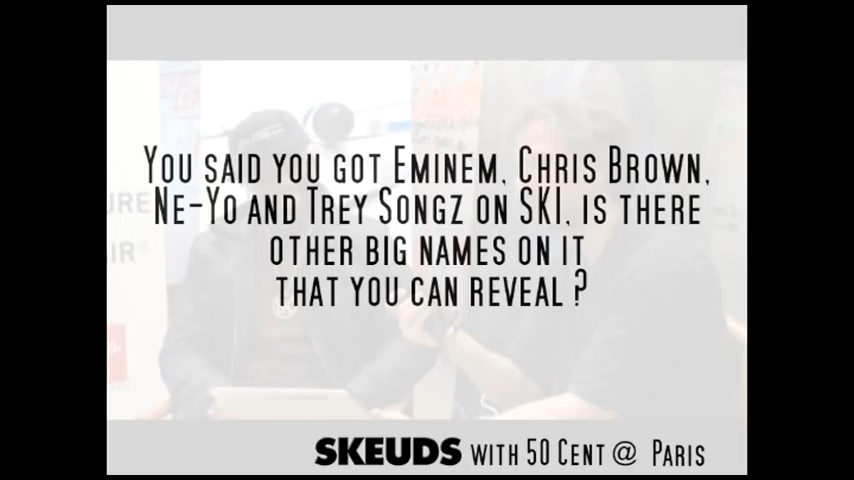 You said you got Eminem, Chris Brown,
Ne-Yo and Trey Songz on SKI, is there
other big names on it
that you can reveal ?
SKEUDS with 50 Cent @ Paris